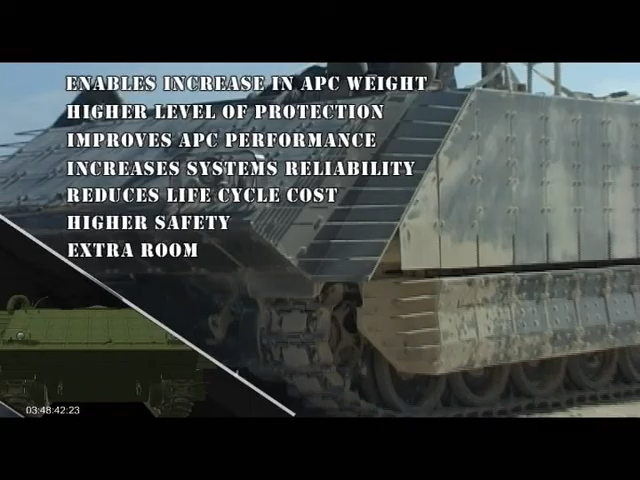 ENABLES INCREASE IN APC WEIGHT
HIGHER LEVEL OF PROTECTION
IMPROVES APC PERFORMANCE
INCREASES SYSTEMS RELIABILITY
REDUCES LIFE CYCLE COST
HIGHER SAFETY
EXTRA ROOM
03:48:42:23